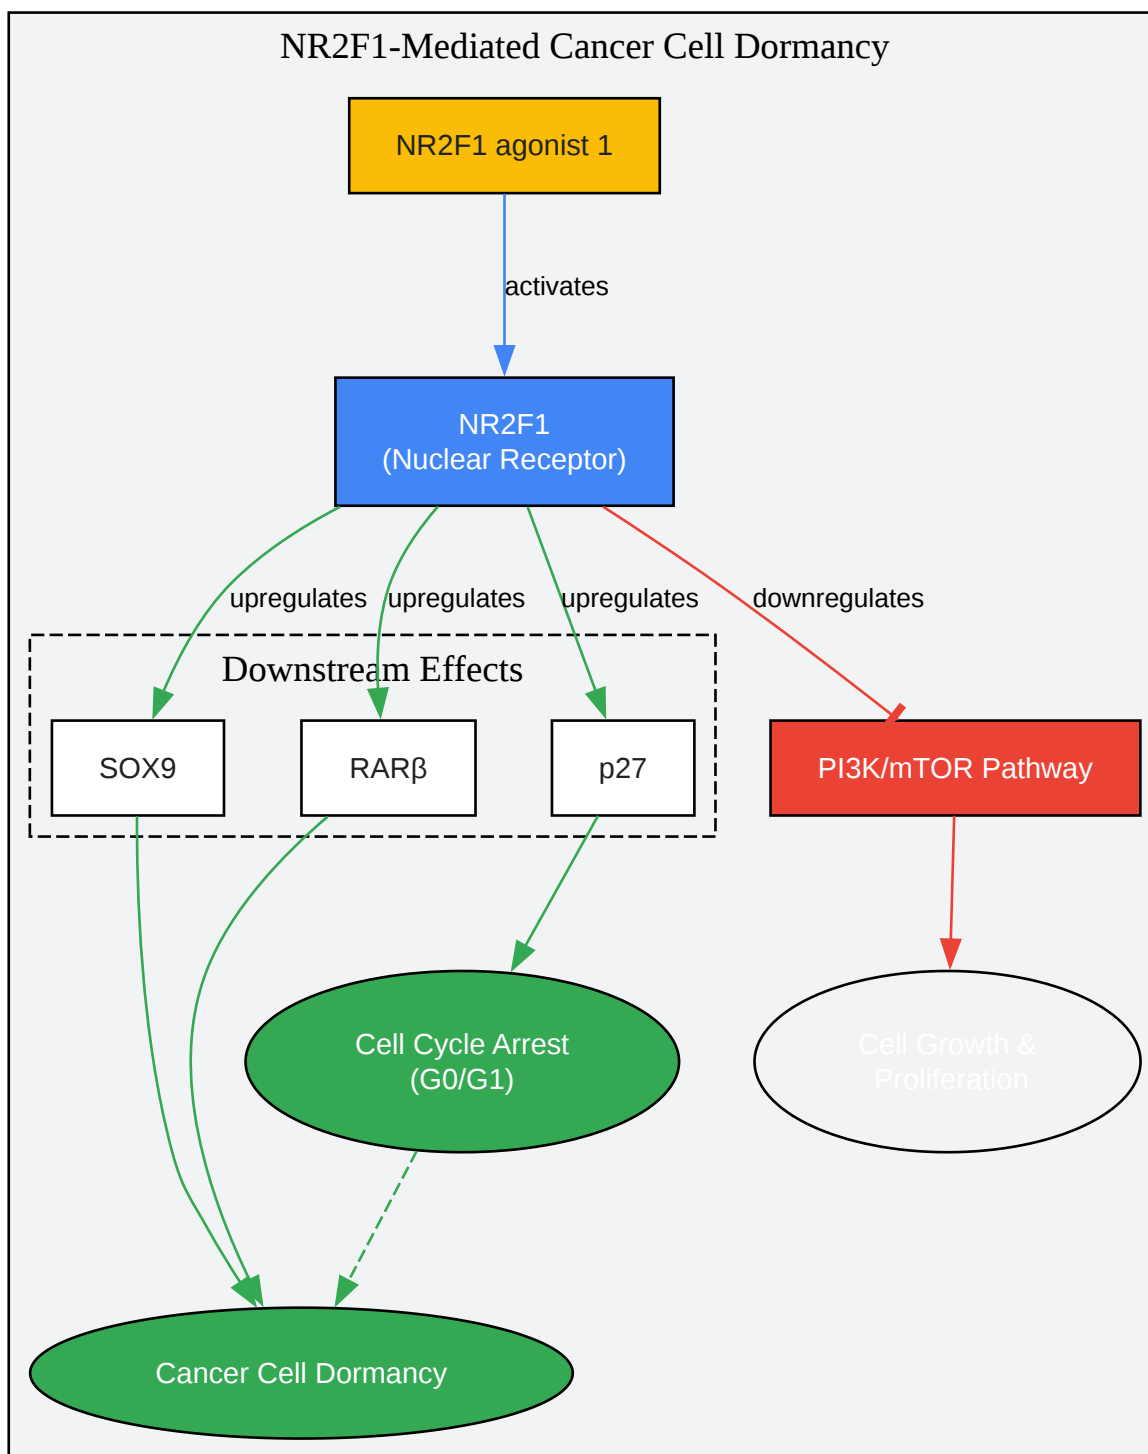 NR2F1-Mediated Cancer Cell Dormancy
NR2F1 agonist 1
activates
NR2F1
(Nuclear Receptor)
upregulates
upregulates
upregulates
downregulates
Downstream Effects
SOX9
RARβ
p27
PI3K/mTOR Pathway
Cell Cycle Arrest
(G0/G1)
Cell Growth &
Proliferation
Cancer Cell Dormancy